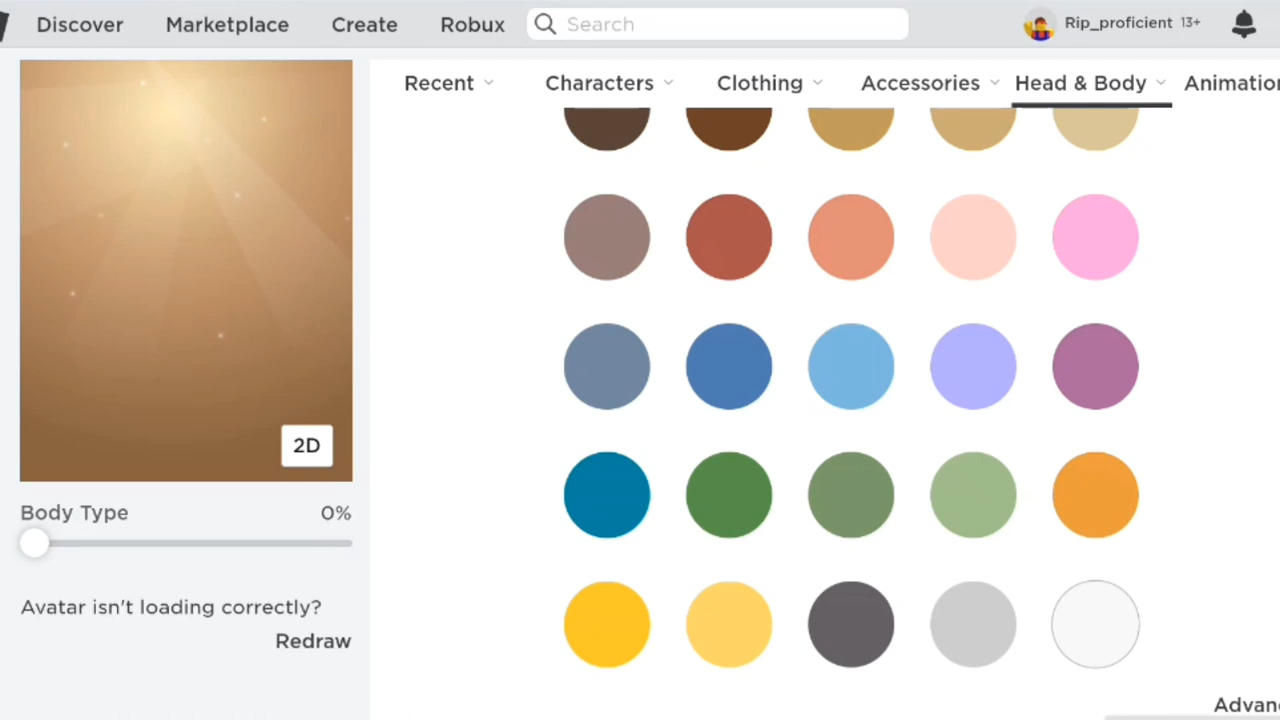 Discover Marketplace Create Robux Search Rip_proficient 13+
Recent Characters Clothing Accessories Head & Body Animation
2D
Body Type 0%
Avatar isn't loading correctly?
Redraw